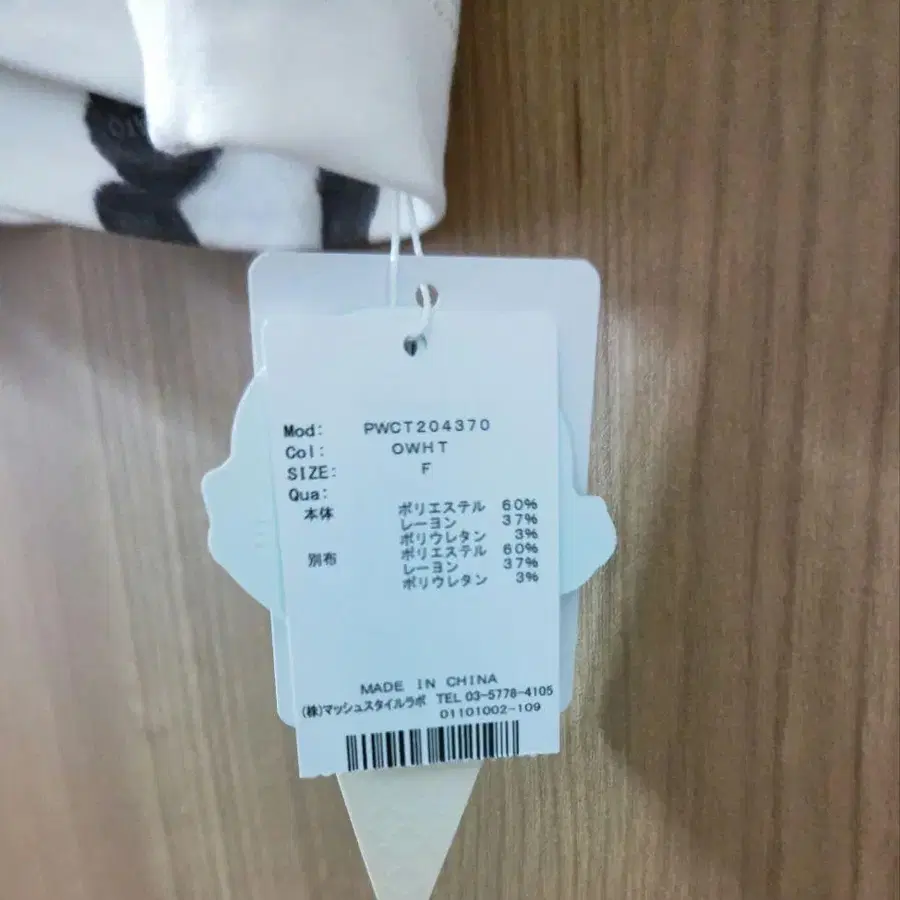 Mod: PWCT204370
Col: OWHT
SIZE: F
Qua:
本体 ポリエステル 60%
レーヨン 37%
ポリウレタン 3%
別布 ポリエステル 60%
レーヨン 37%
ポリウレタン 3%
MADE IN CHINA
(株)マッシュスタイルラボ TEL 03-5778-4105
01101002-109